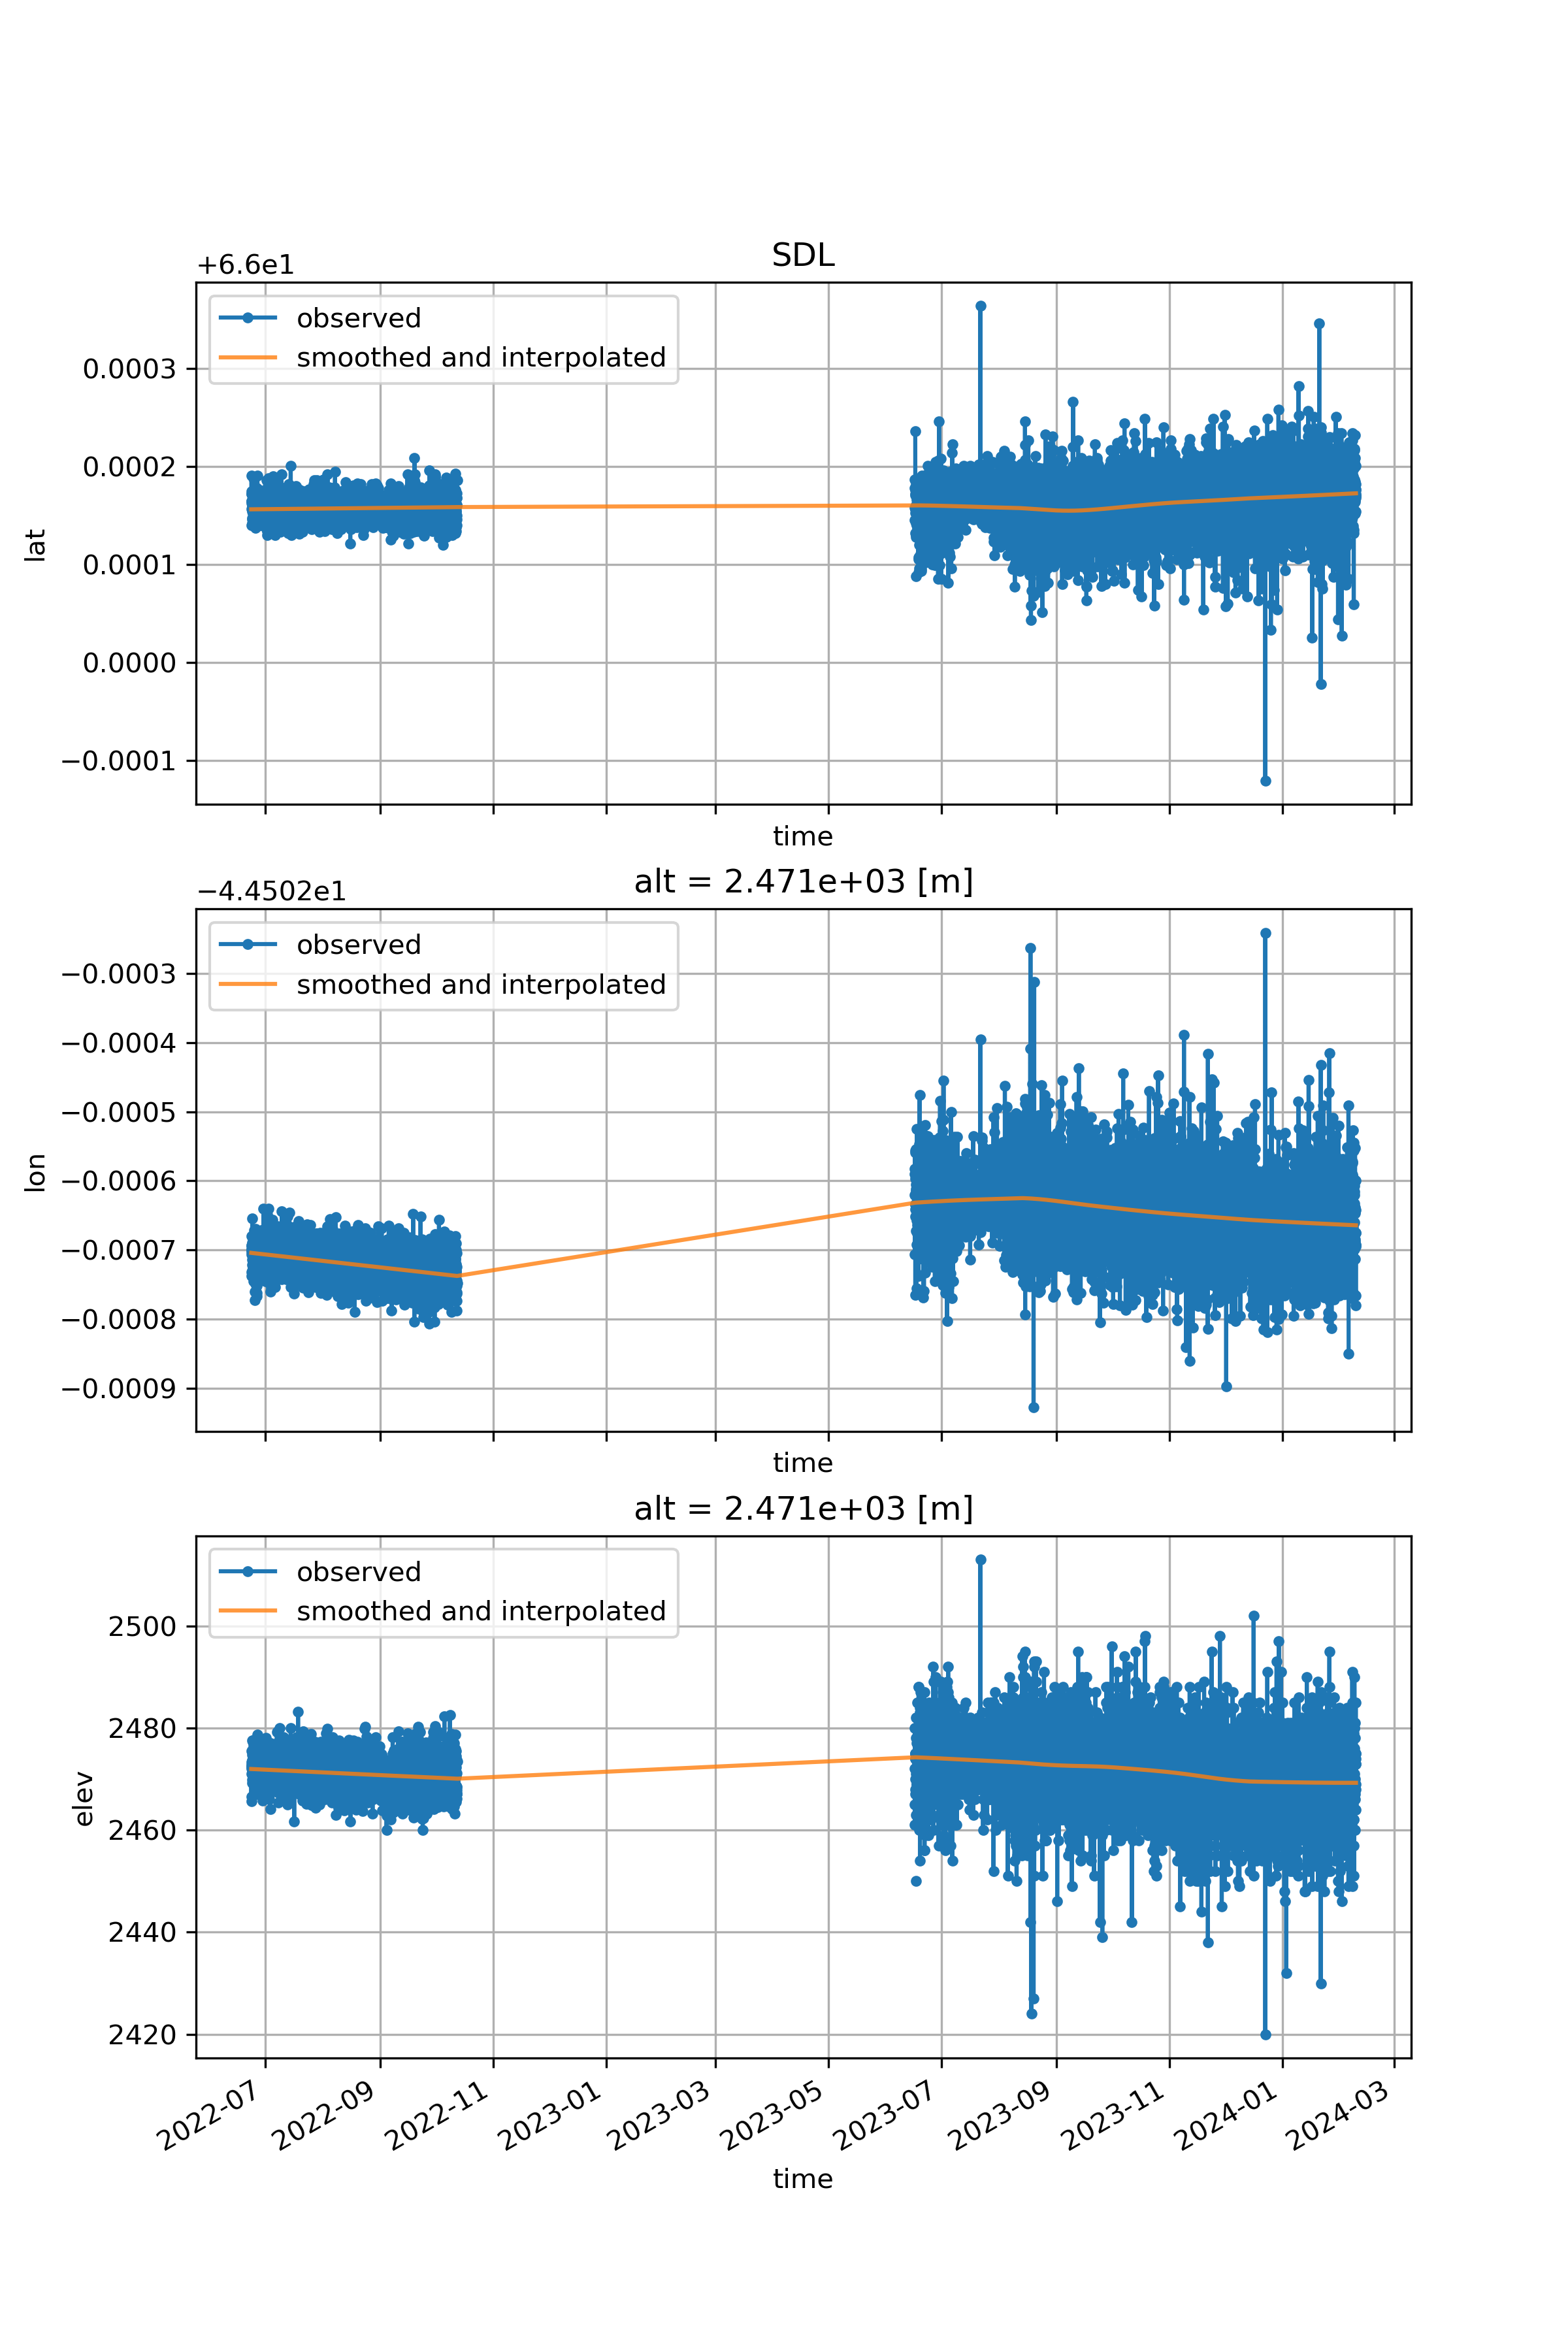 SDL
+6.6e1
observed
smoothed and interpolated
0.0003
0.0002
0.0001
0.0000
−0.0001
lat
time
alt = 2.471e+03 [m]
−4.4502e1
observed
smoothed and interpolated
−0.0003
−0.0004
−0.0005
−0.0006
−0.0007
−0.0008
−0.0009
lon
time
alt = 2.471e+03 [m]
observed
smoothed and interpolated
2500
2480
2460
2440
2420
elev
2022-07
2022-09
2022-11
2023-01
2023-03
2023-05
2023-07
2023-09
2023-11
2024-01
2024-03
time